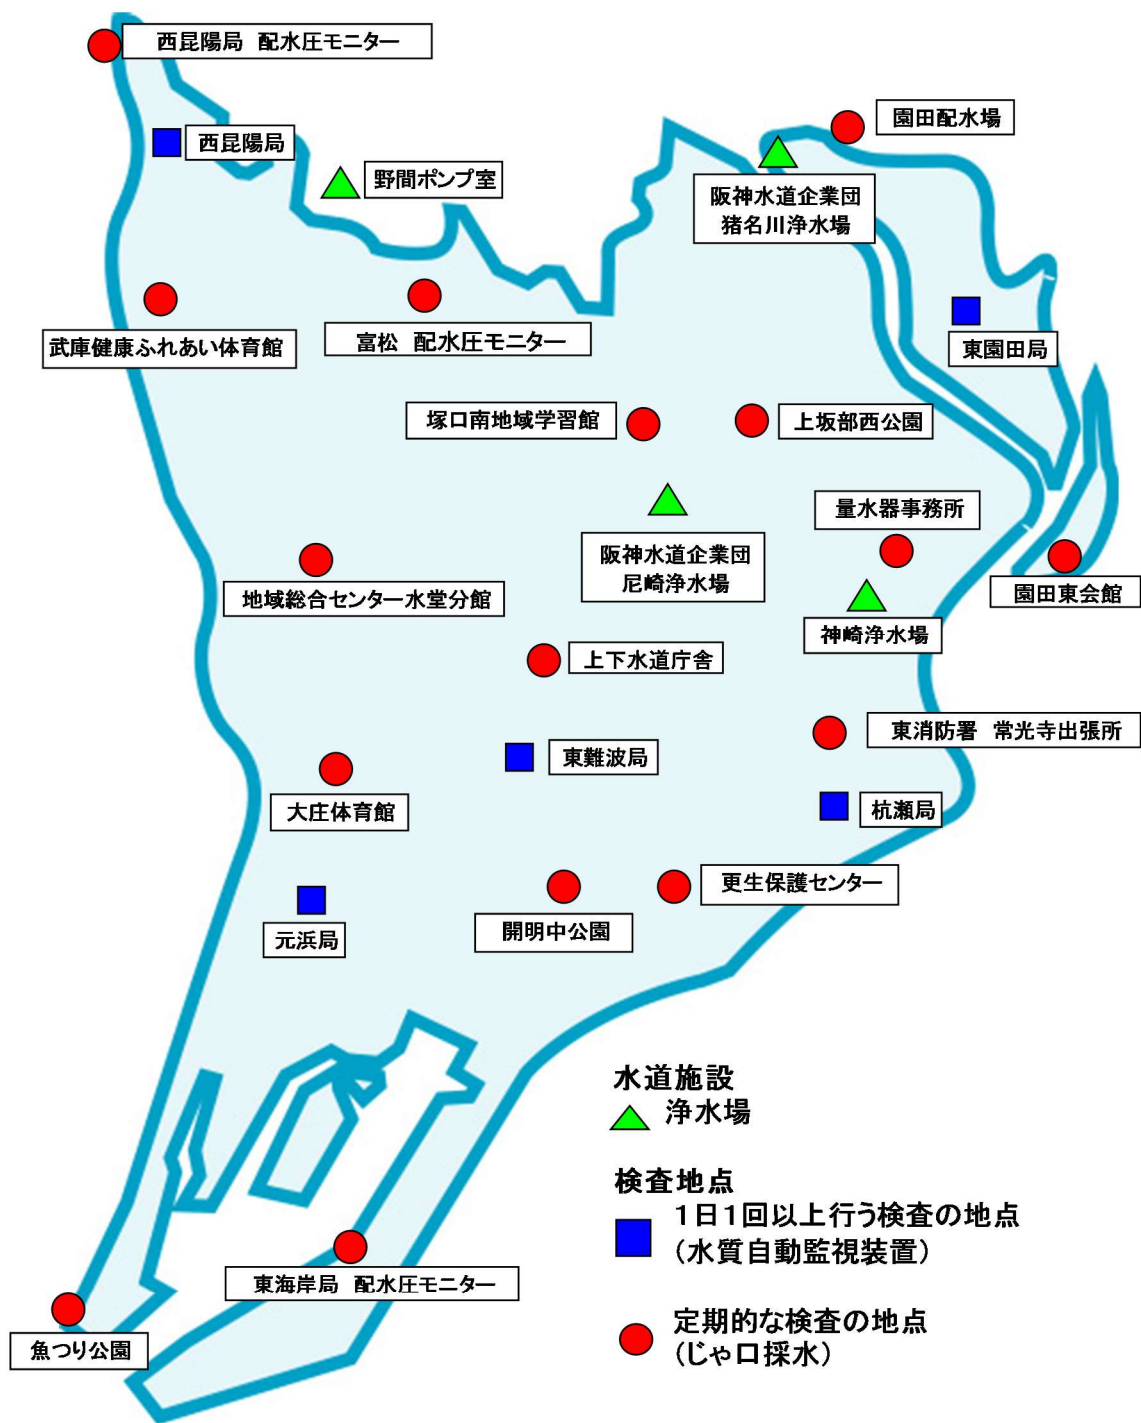 西昆陽局　配水圧モニター
園田配水場
西昆陽局
野間ポンプ室
阪神水道企業団
猪名川浄水場
武庫健康ふれあい体育館
富松　配水圧モニター
東園田局
塚口南地域学習館
上坂部西公園
量水器事務所
阪神水道企業団
尼崎浄水場
地域総合センター水堂分館
園田東会館
神崎浄水場
上下水道庁舎
東消防署　常光寺出張所
東難波局
大庄体育館
杭瀬局
更生保護センター
開明中公園
元浜局
水道施設
浄水場
検査地点
1日1回以上行う検査の地点
(水質自動監視装置)
東海岸局　配水圧モニター
魚つり公園
定期的な検査の地点
(じゃ口採水)